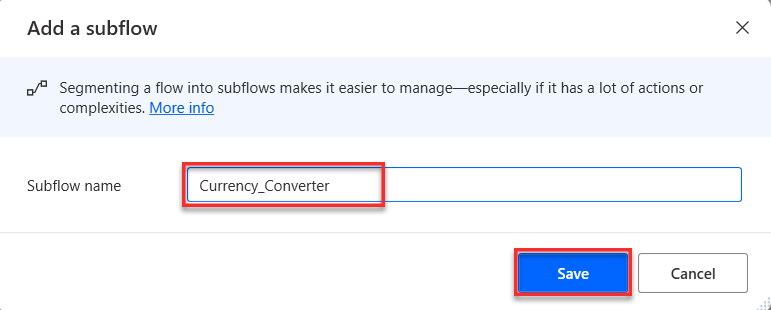 Add a subflow
Segmenting a flow into subflows makes it easier to manage—especially if it has a lot of actions or
complexities. More info
Subflow name
Currency_Converter
Save
Cancel